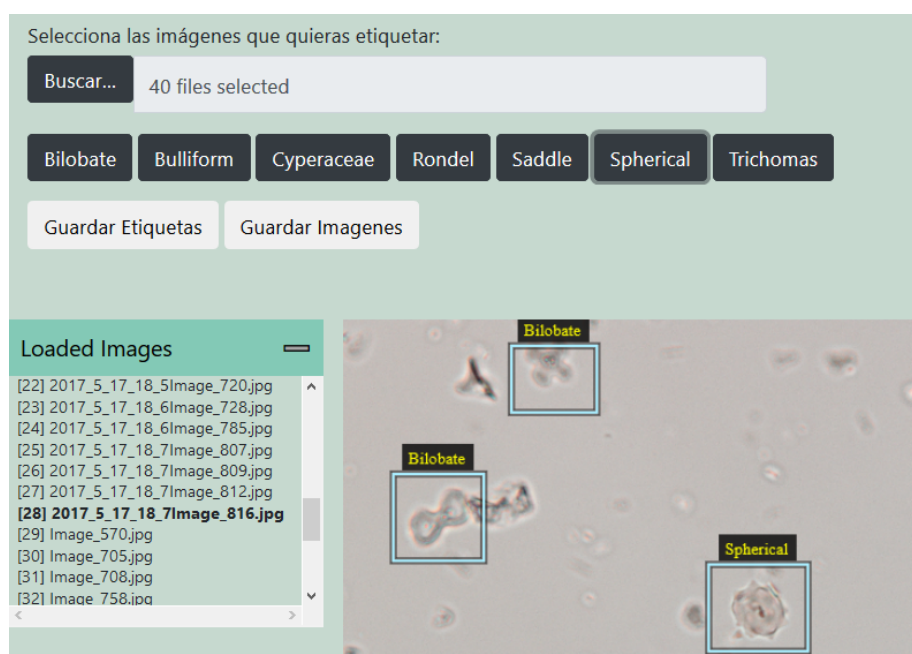 Selecciona las imágenes que quieras etiquetar:
Buscar... 40 files selected
Bilobate Bulliform Cyperaceae Rondel Saddle Spherical Trichomas
Guardar Etiquetas Guardar Imagenes
Loaded Images
[22] 2017_5_17_18_5Image_720.jpg
[23] 2017_5_17_18_6Image_728.jpg
[24] 2017_5_17_18_6Image_785.jpg
[25] 2017_5_17_18_7Image_807.jpg
[26] 2017_5_17_18_7Image_809.jpg
[27] 2017_5_17_18_7Image_812.jpg
[28] 2017_5_17_18_7Image_816.jpg
[29] Image_570.jpg
[30] Image_705.jpg
[31] Image_708.jpg
[32] Image_758.jpg
Bilobate
Bilobate
Spherical